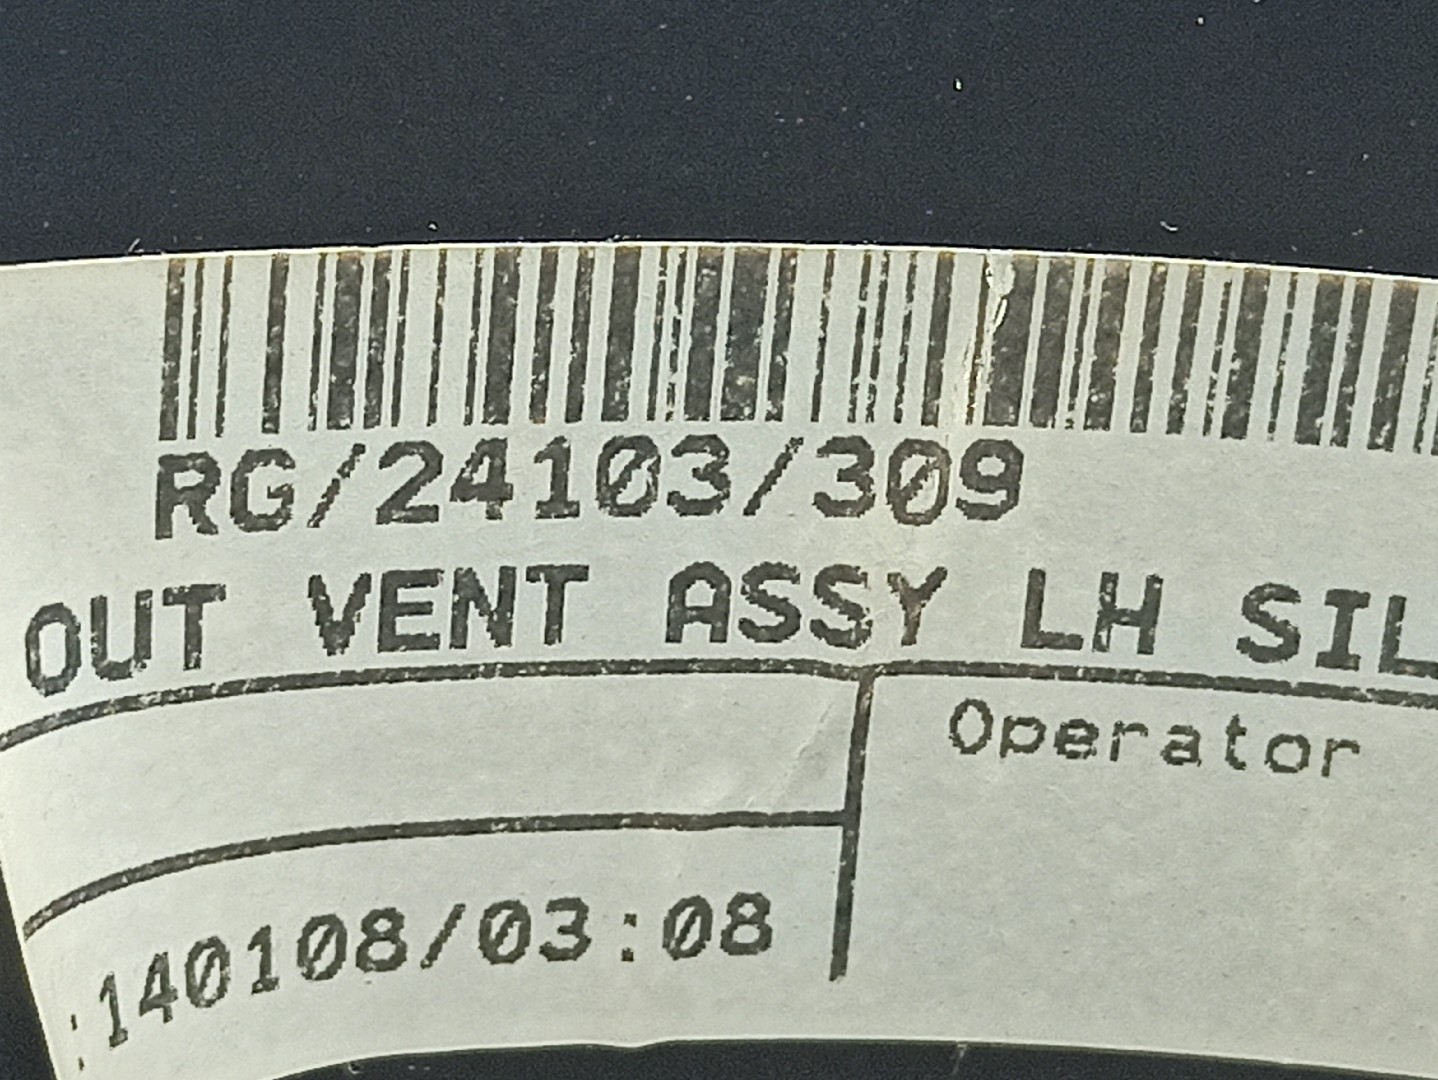 RG/24103/309
OUT VENT ASSY LH SIL
Operator
:140108/03:08